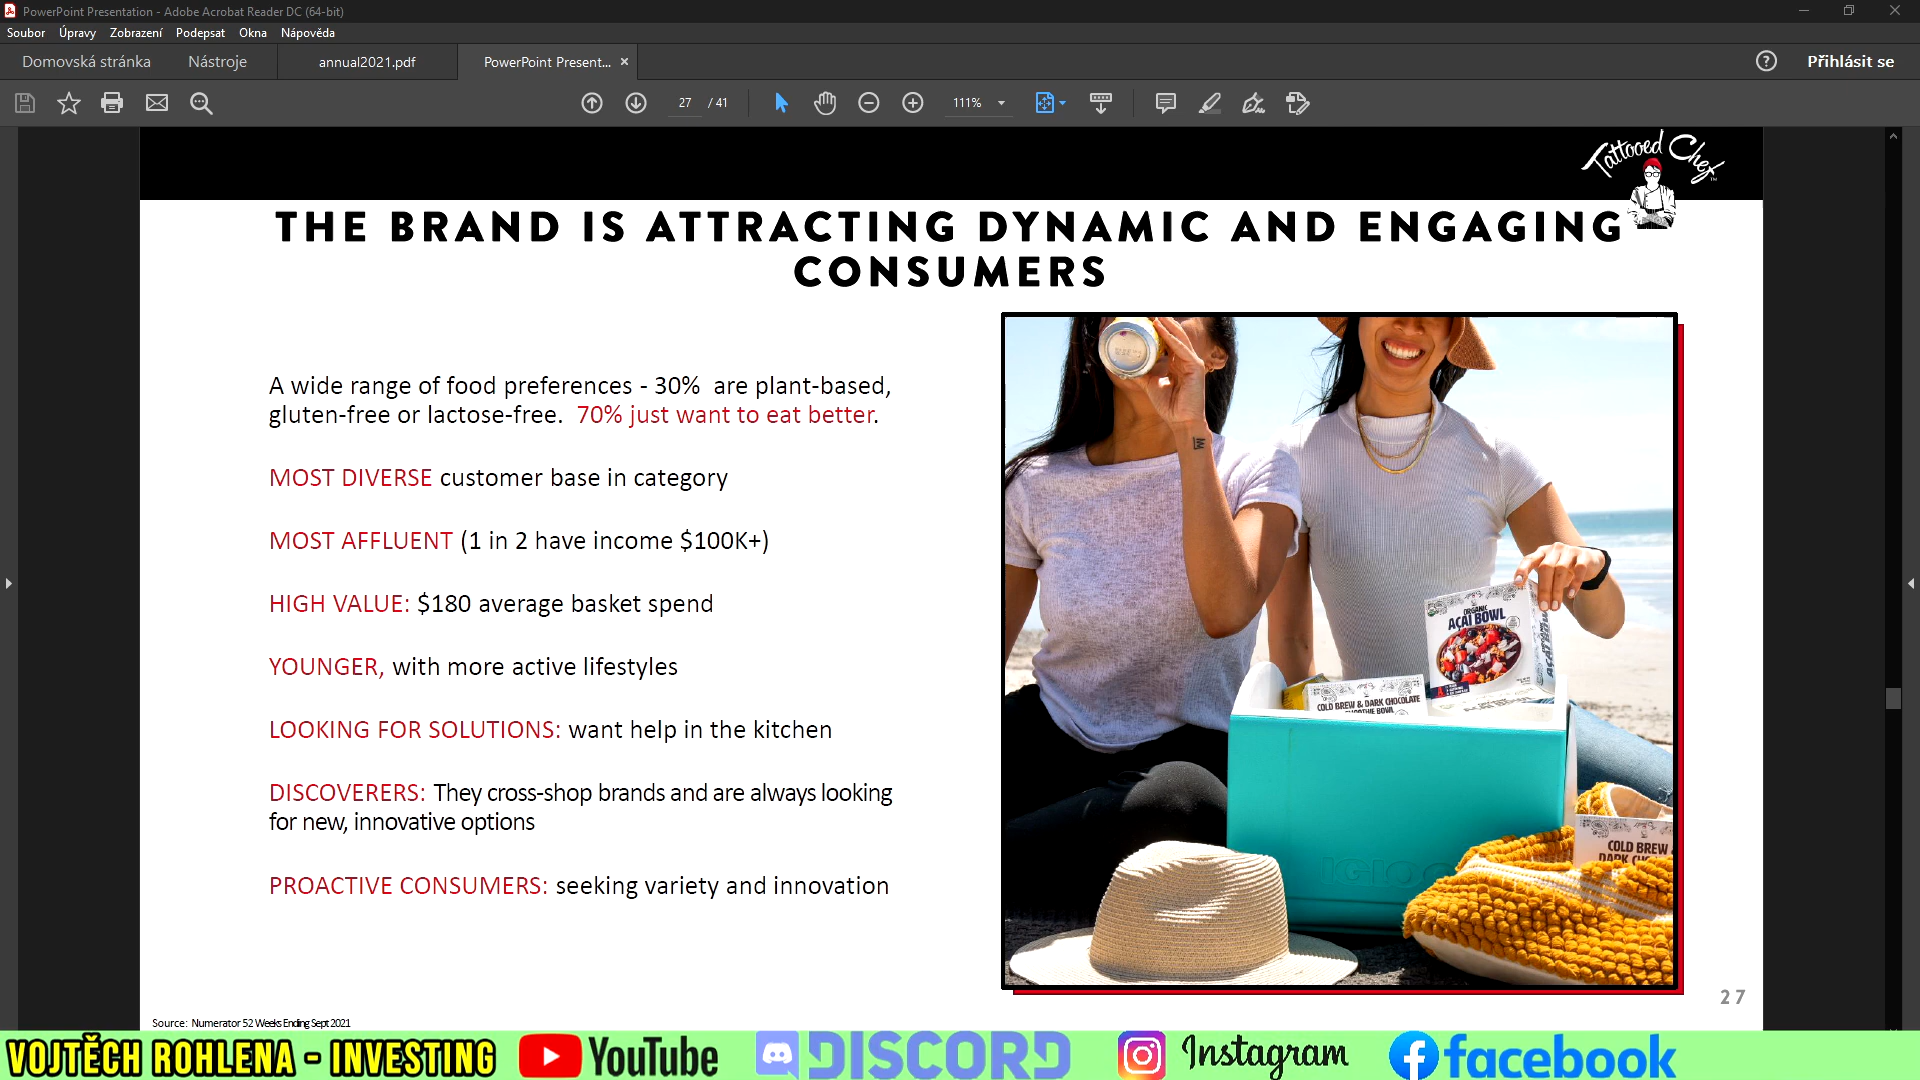 PowerPoint Presentation - Adobe Acrobat Reader DC (64-bit)
Soubor Úpravy Zobrazení Podepsat Okna Nápověda
Domovská stránka Nástroje annual2021.pdf PowerPoint Present... × Přihlásit se
27 / 41 111%
Tattooed Chef
THE BRAND IS ATTRACTING DYNAMIC AND ENGAGING
CONSUMERS
A wide range of food preferences - 30% are plant-based,
gluten-free or lactose-free. 70% just want to eat better.
MOST DIVERSE customer base in category
MOST AFFLUENT (1 in 2 have income $100K+)
HIGH VALUE: $180 average basket spend
YOUNGER, with more active lifestyles
LOOKING FOR SOLUTIONS: want help in the kitchen
DISCOVERERS: They cross-shop brands and are always looking
for new, innovative options
PROACTIVE CONSUMERS: seeking variety and innovation
ORGANIC
AÇAÍ BOWL
COLD BREW & DARK CHOCOLATE
SMOOTHIE BOWL
IGLOO
COLD BREW &
DARK
27
Source: Numerator 52 Weeks Ending Sept 2021
VOJTĚCH ROHLENA - INVESTING YouTube DISCORD Instagram facebook